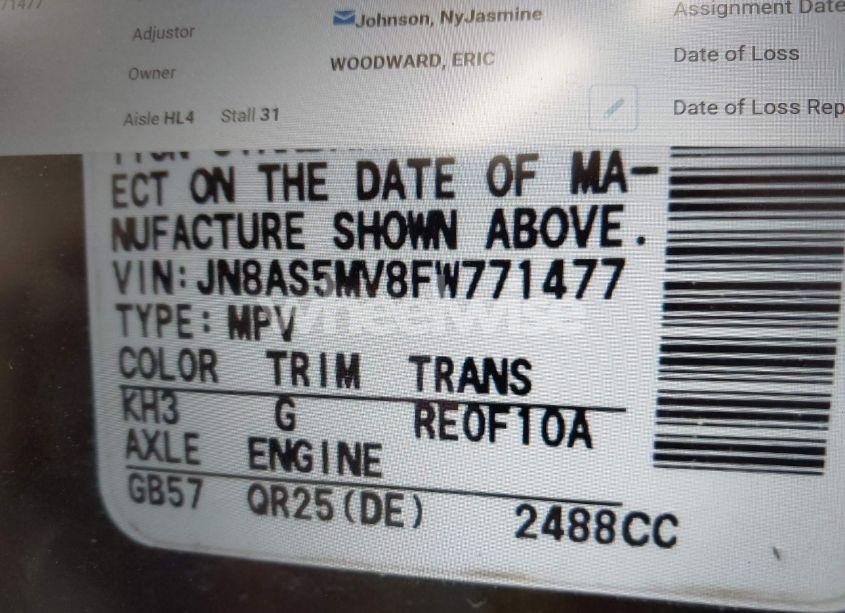 71477
Adjustor
Johnson, NyJasmine
Assignment Date
Owner
WOODWARD, ERIC
Date of Loss
Aisle HL4 Stall 31
Date of Loss Rep
ECT ON THE DATE OF MA-
NUFACTURE SHOWN ABOVE.
VIN: JN8AS5MV8FW771477
TYPE: MPV
wheelwise
COLOR TRIM TRANS
KH3 G RE0F10A
AXLE ENGINE
GB57 QR25(DE) 2488CC